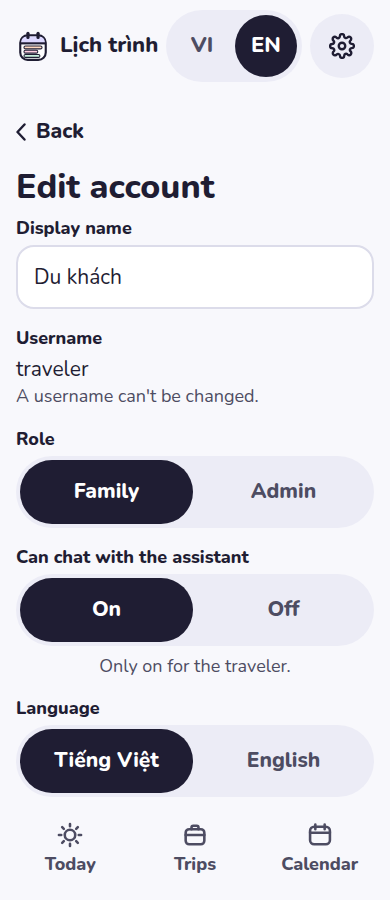 Lịch trình
VI
EN
Back
Edit account
Display name
Du khách
Username
traveler
A username can't be changed.
Role
Family
Admin
Can chat with the assistant
On
Off
Only on for the traveler.
Language
Tiếng Việt
English
Today
Trips
Calendar